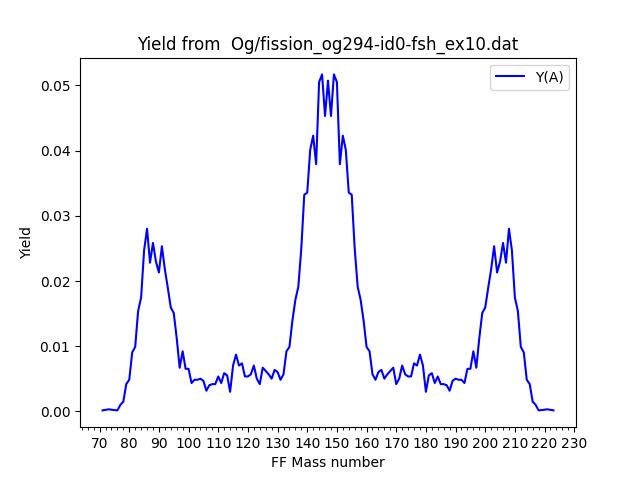 Yield from  Og/fission_og294-id0-fsh_ex10.dat
Y(A)
0.05
0.04
0.03
0.02
0.01
0.00
Yield
70 80 90 100 110 120 130 140 150 160 170 180 190 200 210 220 230
FF Mass number